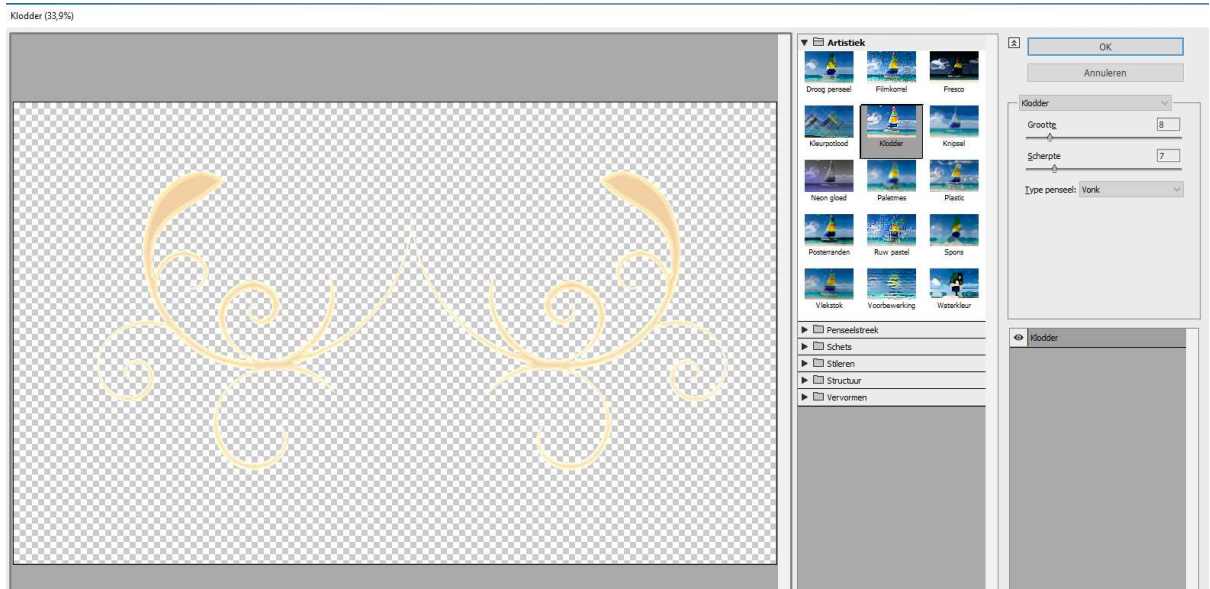 Klodder (33,9%)
Artistiek
Droog penseel Filmkorrel Fresco
Kleurpotlood Klodder Knipsel
Neon gloed Paletmes Plastic
Posterranden Ruw pastel Spons
Vlekstok Voorbewerking Waterkleur
Penseelstreek
Schets
Stileren
Structuur
Vervormen
OK
Annuleren
Klodder
Grootte 8
Scherpte 7
Type penseel: Vonk
Klodder